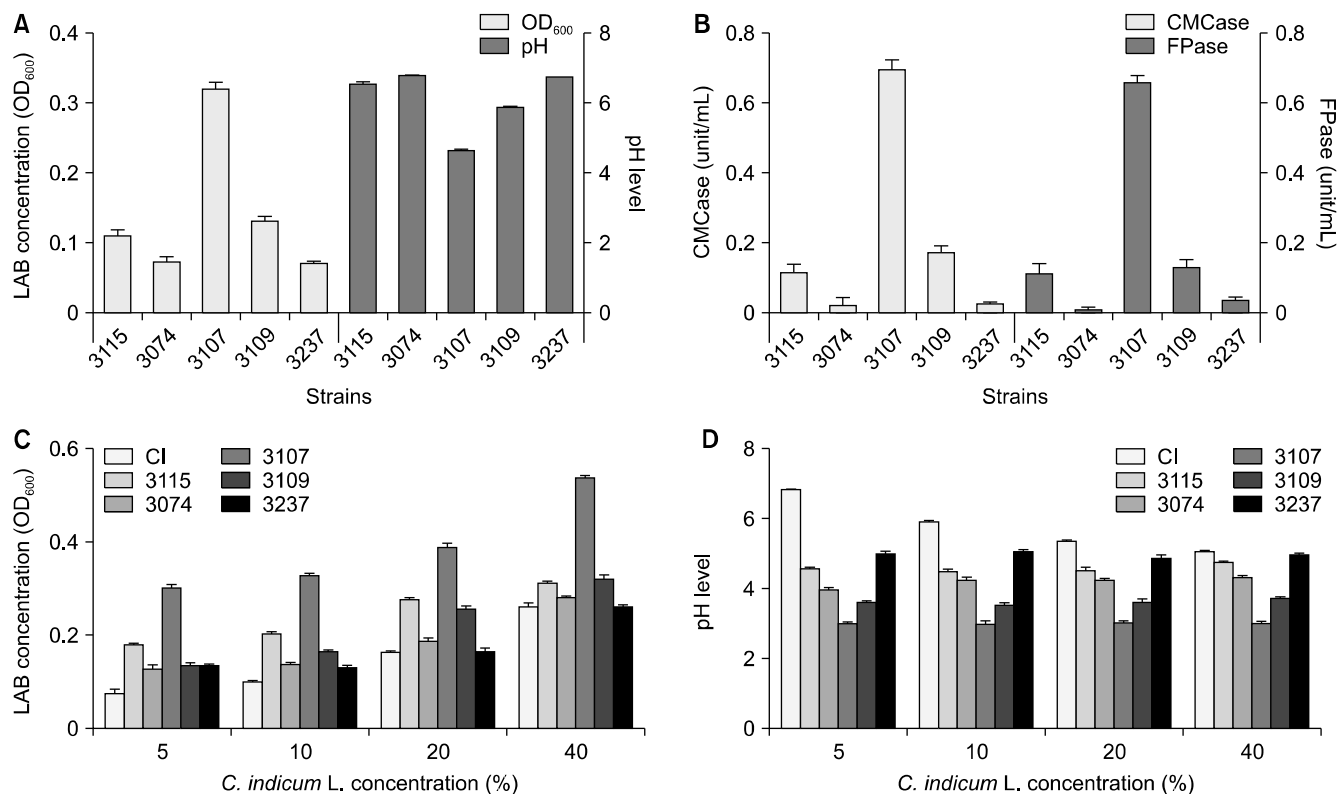 A
OD600
pH
0.4
0.3
0.2
0.1
0
8
6
4
2
0
LAB concentration (OD600)
pH level
3115 3074 3107 3109 3237 3115 3074 3107 3109 3237
Strains
B
CMCase
FPase
0.8
0.6
0.4
0.2
0
0.8
0.6
0.4
0.2
0
CMCase (unit/mL)
FPase (unit/mL)
3115 3074 3107 3109 3237 3115 3074 3107 3109 3237
Strains
C
CI
3115
3074
3107
3109
3237
0.6
0.4
0.2
0
LAB concentration (OD600)
5 10 20 40
C. indicum L. concentration (%)
D
CI
3115
3074
3107
3109
3237
8
6
4
2
0
pH level
5 10 20 40
C. indicum L. concentration (%)